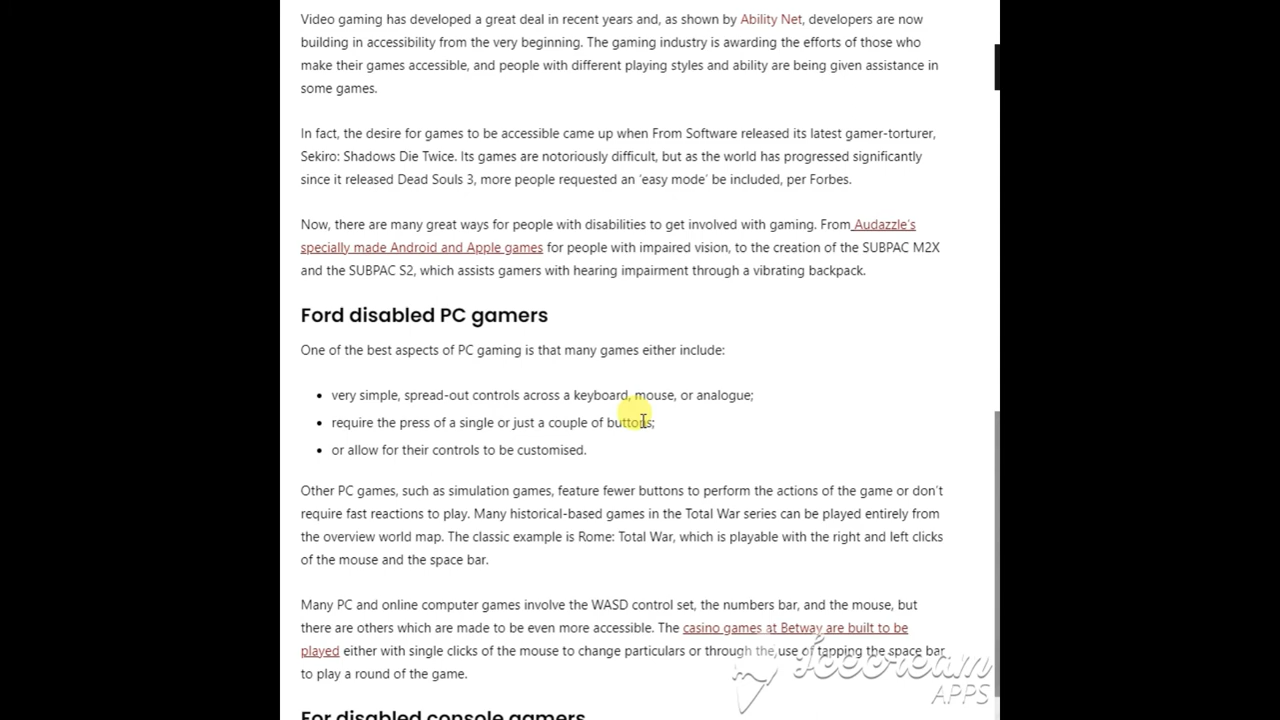 Video gaming has developed a great deal in recent years and, as shown by Ability Net, developers are now
building in accessibility from the very beginning. The gaming industry is awarding the efforts of those who
make their games accessible, and people with different playing styles and ability are being given assistance in
some games.
In fact, the desire for games to be accessible came up when From Software released its latest gamer-torturer,
Sekiro: Shadows Die Twice. Its games are notoriously difficult, but as the world has progressed significantly
since it released Dead Souls 3, more people requested an ‘easy mode’ be included, per Forbes.
Now, there are many great ways for people with disabilities to get involved with gaming. From Audazzle’s
specially made Android and Apple games for people with impaired vision, to the creation of the SUBPAC M2X
and the SUBPAC S2, which assists gamers with hearing impairment through a vibrating backpack.
Ford disabled PC gamers
One of the best aspects of PC gaming is that many games either include:
• very simple, spread-out controls across a keyboard, mouse, or analogue;
• require the press of a single or just a couple of buttons;
• or allow for their controls to be customised.
Other PC games, such as simulation games, feature fewer buttons to perform the actions of the game or don’t
require fast reactions to play. Many historical-based games in the Total War series can be played entirely from
the overview world map. The classic example is Rome: Total War, which is playable with the right and left clicks
of the mouse and the space bar.
Many PC and online computer games involve the WASD control set, the numbers bar, and the mouse, but
there are others which are made to be even more accessible. The casino games at Betway are built to be
played either with single clicks of the mouse to change particulars or through the use of tapping the space bar
to play a round of the game.
Icecream
APPS
For disabled console gamers